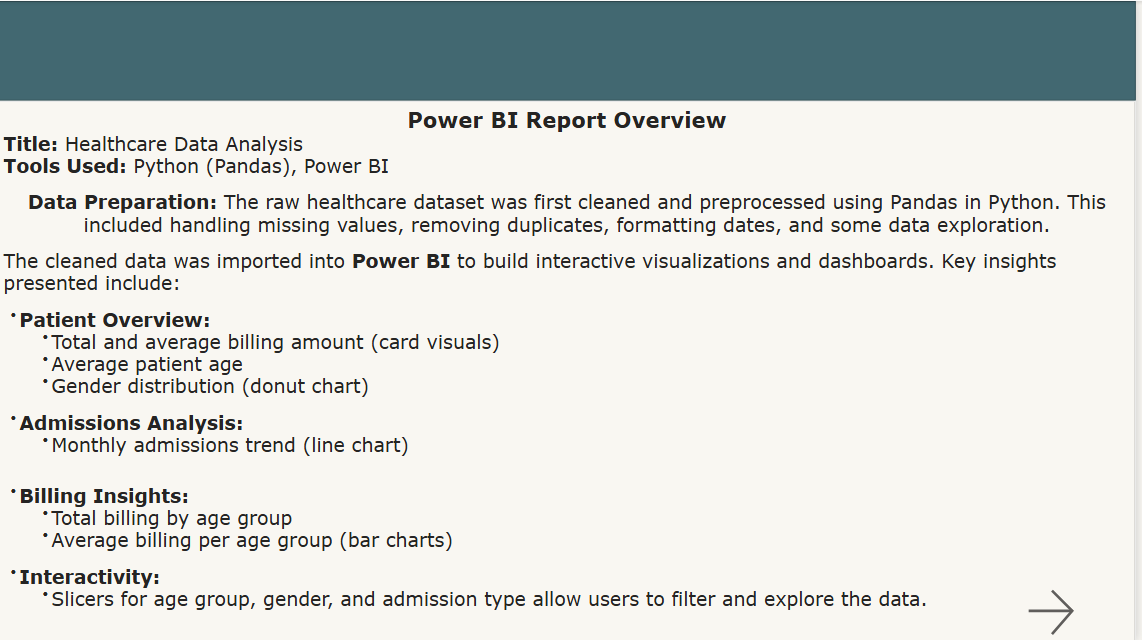 Power BI Report Overview
Title: Healthcare Data Analysis
Tools Used: Python (Pandas), Power BI
Data Preparation: The raw healthcare dataset was first cleaned and preprocessed using Pandas in Python. This
included handling missing values, removing duplicates, formatting dates, and some data exploration.
The cleaned data was imported into Power BI to build interactive visualizations and dashboards. Key insights
presented include:
• Patient Overview:
• Total and average billing amount (card visuals)
• Average patient age
• Gender distribution (donut chart)
• Admissions Analysis:
• Monthly admissions trend (line chart)
• Billing Insights:
• Total billing by age group
• Average billing per age group (bar charts)
• Interactivity:
• Slicers for age group, gender, and admission type allow users to filter and explore the data.